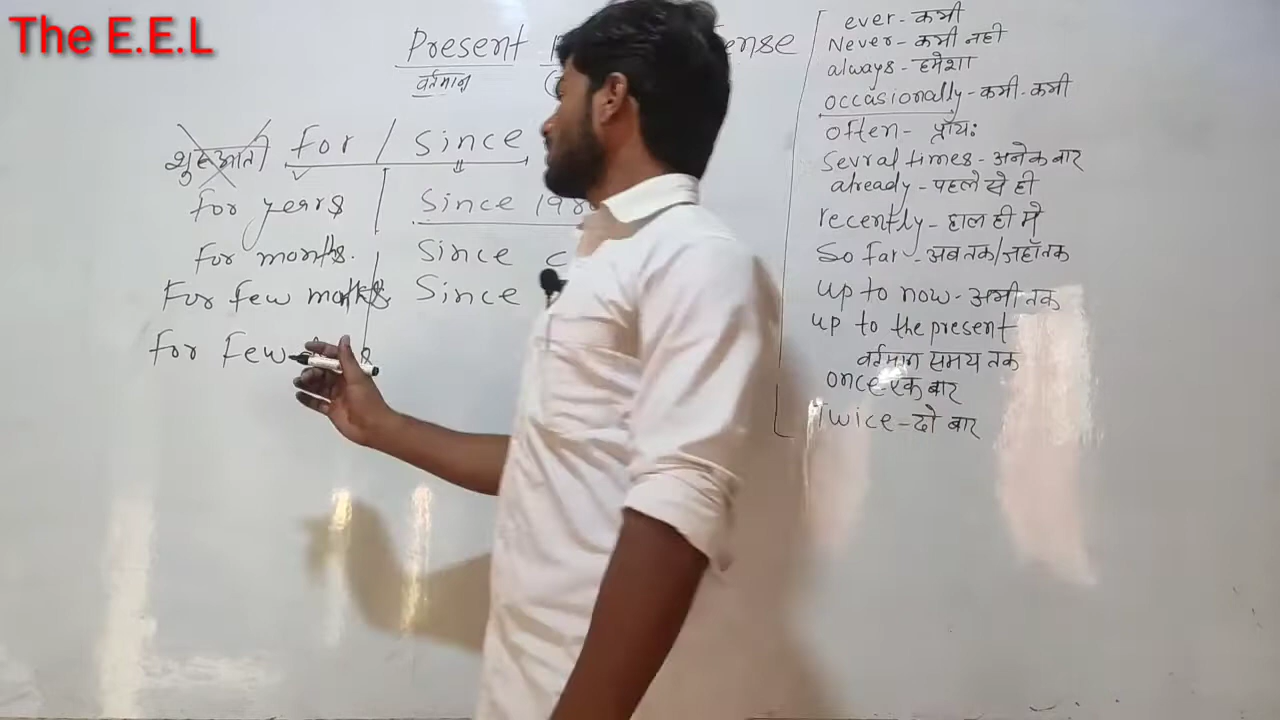 The E.E.L
Present
वर्तमान
शुरूआती For / Since
For years Since
For months. Since
For few months Since
For few
ever - कभी
Never - कभी नही
always - हमेशा
occasionally - कभी-कभी
often - प्रॉय:
Sevral times - अनेक बार
already - पहले से ही
recently - हाल ही मे
So far - अब तक/जहाँ तक
up to now - अभी तक
up to the present
वर्तमान समय तक
once - एक बार
Twice - दो बार